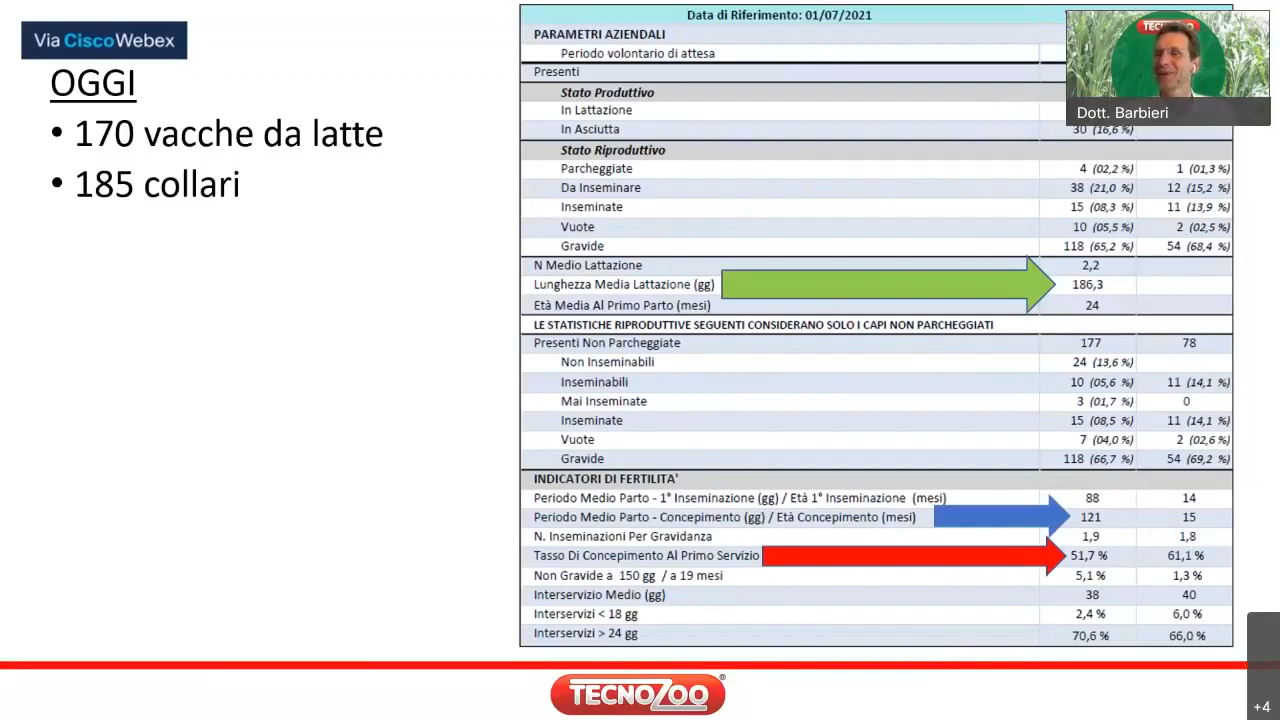 Via CiscoWebex
OGGI
• 170 vacche da latte
• 185 collari
Data di Riferimento: 01/07/2021
PARAMETRI AZIENDALI
Periodo volontario di attesa
Presenti
Stato Produttivo
In Lattazione
In Asciutta 30 (16,6 %)
Stato Riproduttivo
Parcheggiate 4 (02,2 %) 1 (01,3 %)
Da Inseminare 38 (21,0 %) 12 (15,2 %)
Inseminate 15 (08,3 %) 11 (13,9 %)
Vuote 10 (05,5 %) 2 (02,5 %)
Gravide 118 (65,2 %) 54 (68,4 %)
N Medio Lattazione 2,2
Lunghezza Media Lattazione (gg) 186,3
Età Media Al Primo Parto (mesi) 24
LE STATISTICHE RIPRODUTTIVE SEGUENTI CONSIDERANO SOLO I CAPI NON PARCHEGGIATI
Presenti Non Parcheggiate 177 78
Non Inseminabili 24 (13,6 %)
Inseminabili 10 (05,6 %) 11 (14,1 %)
Mai Inseminate 3 (01,7 %) 0
Inseminate 15 (08,5 %) 11 (14,1 %)
Vuote 7 (04,0 %) 2 (02,6 %)
Gravide 118 (66,7 %) 54 (69,2 %)
INDICATORI DI FERTILITA'
Periodo Medio Parto - 1° Inseminazione (gg) / Età 1° Inseminazione (mesi) 88 14
Periodo Medio Parto - Concepimento (gg) / Età Concepimento (mesi) 121 15
N. Inseminazioni Per Gravidanza 1,9 1,8
Tasso Di Concepimento Al Primo Servizio 51,7 % 61,1 %
Non Gravide a 150 gg / a 19 mesi 5,1 % 1,3 %
Interservizio Medio (gg) 38 40
Interservizi < 18 gg 2,4 % 6,0 %
Interservizi > 24 gg 70,6 % 66,0 %
TECNOZOO
Dott. Barbieri
TECNOZOO®
+4